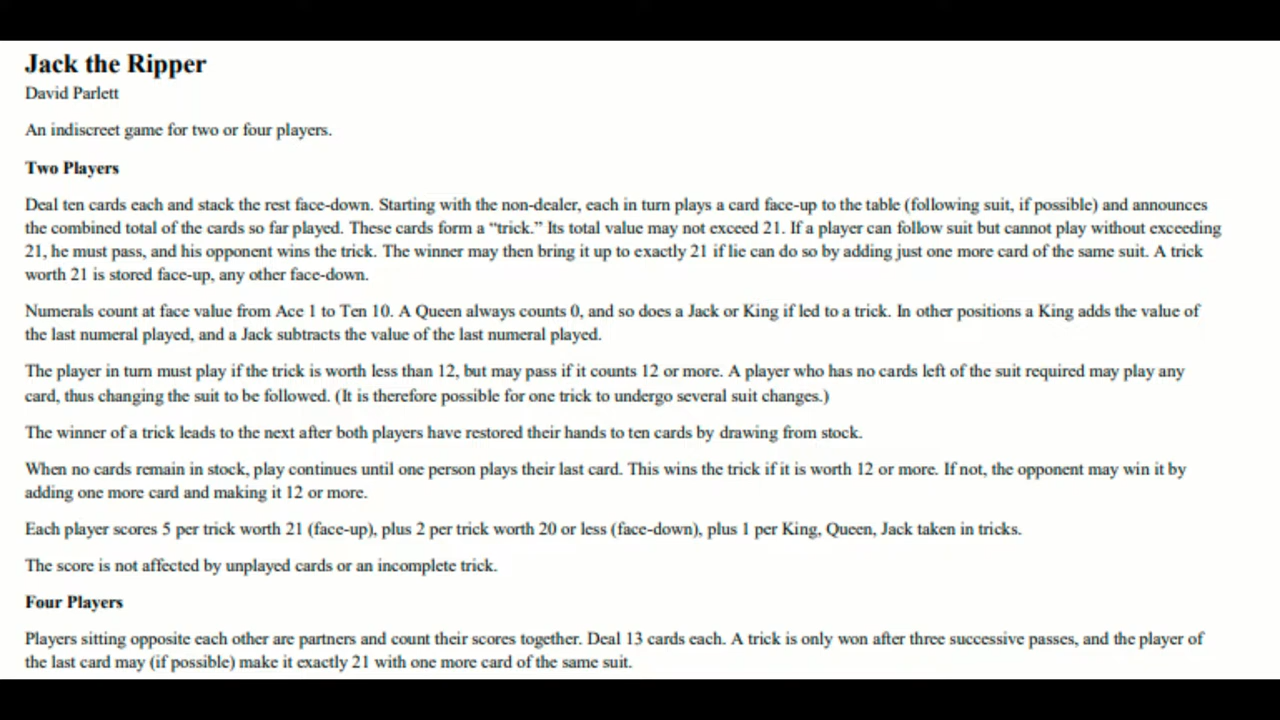 Jack the Ripper
David Parlett
An indiscreet game for two or four players.
Two Players
Deal ten cards each and stack the rest face-down. Starting with the non-dealer, each in turn plays a card face-up to the table (following suit, if possible) and announces
the combined total of the cards so far played. These cards form a “trick.” Its total value may not exceed 21. If a player can follow suit but cannot play without exceeding
21, he must pass, and his opponent wins the trick. The winner may then bring it up to exactly 21 if lie can do so by adding just one more card of the same suit. A trick
worth 21 is stored face-up, any other face-down.
Numerals count at face value from Ace 1 to Ten 10. A Queen always counts 0, and so does a Jack or King if led to a trick. In other positions a King adds the value of
the last numeral played, and a Jack subtracts the value of the last numeral played.
The player in turn must play if the trick is worth less than 12, but may pass if it counts 12 or more. A player who has no cards left of the suit required may play any
card, thus changing the suit to be followed. (It is therefore possible for one trick to undergo several suit changes.)
The winner of a trick leads to the next after both players have restored their hands to ten cards by drawing from stock.
When no cards remain in stock, play continues until one person plays their last card. This wins the trick if it is worth 12 or more. If not, the opponent may win it by
adding one more card and making it 12 or more.
Each player scores 5 per trick worth 21 (face-up), plus 2 per trick worth 20 or less (face-down), plus 1 per King, Queen, Jack taken in tricks.
The score is not affected by unplayed cards or an incomplete trick.
Four Players
Players sitting opposite each other are partners and count their scores together. Deal 13 cards each. A trick is only won after three successive passes, and the player of
the last card may (if possible) make it exactly 21 with one more card of the same suit.